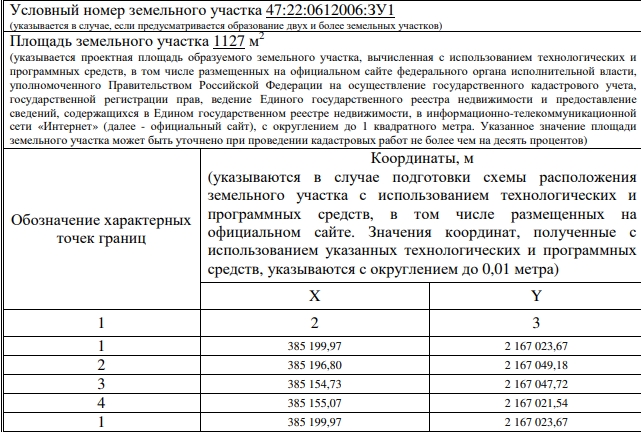 Условный номер земельного участка 47:22:0612006:ЗУ1
(указывается в случае, если предусматривается образование двух и более земельных участков)
Площадь земельного участка 1127 м²
(указывается проектная площадь образуемого земельного участка, вычисленная с использованием технологических и
программных средств, в том числе размещенных на официальном сайте федерального органа исполнительной власти,
уполномоченного Правительством Российской Федерации на осуществление государственного кадастрового учета,
государственной регистрации прав, ведение Единого государственного реестра недвижимости и предоставление
сведений, содержащихся в Едином государственном реестре недвижимости, в информационно-телекоммуникационной
сети «Интернет» (далее - официальный сайт), с округлением до 1 квадратного метра. Указанное значение площади
земельного участка может быть уточнено при проведении кадастровых работ не более чем на десять процентов)
Обозначение характерных
точек границ
Координаты, м
(указываются в случае подготовки схемы расположения
земельного участка с использованием технологических и
программных средств, в том числе размещенных на
официальном сайте. Значения координат, полученные с
использованием указанных технологических и программных
средств, указываются с округлением до 0,01 метра)
X Y
1 2 3
1 385 199,97 2 167 023,67
2 385 196,80 2 167 049,18
3 385 154,73 2 167 047,72
4 385 155,07 2 167 021,54
1 385 199,97 2 167 023,67